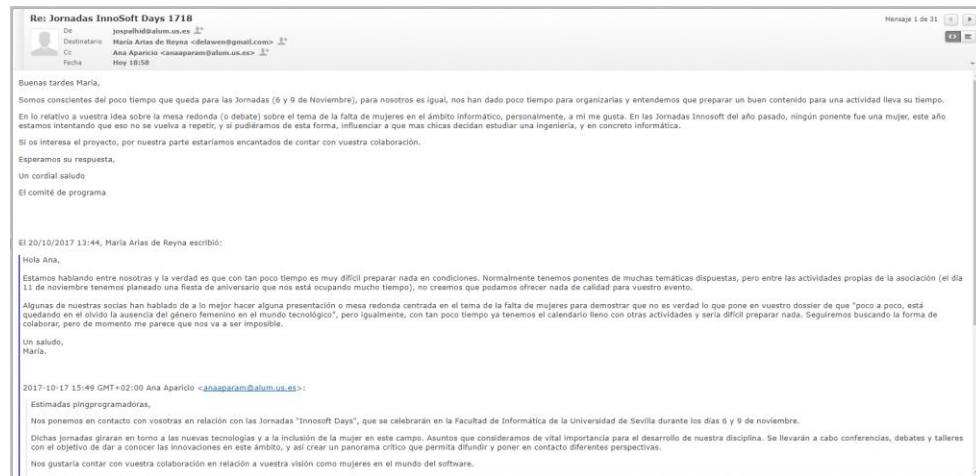 Re: Jornadas InnoSoft Days 1718
Mensaje 1 de 31
De jospalhid@alum.us.es
Destinatario María Arias de Reyna <delawen@gmail.com>
Cc Ana Aparicio <anaaparam@alum.us.es>
Fecha Hoy 18:58
Buenas tardes María,
Somos conscientes del poco tiempo que queda para las Jornadas (6 y 9 de Noviembre), para nosotros es igual, nos han dado poco tiempo para organizarlas y entendemos que preparar un buen contenido para una actividad lleva su tiempo.
En lo relativo a vuestra idea sobre la mesa redonda (o debate) sobre el tema de la falta de mujeres en el ámbito informático, personalmente, a mi me gusta. En las Jornadas Innosoft del año pasado, ningún ponente fue una mujer, este año
estamos intentando que eso no se vuelva a repetir, y si pudiéramos de esta forma, influenciar a que mas chicas decidan estudiar una ingeniería, y en concreto informática.
Si os interesa el proyecto, por nuestra parte estaríamos encantados de contar con vuestra colaboración.
Esperamos su respuesta,
Un cordial saludo
El comité de programa
El 20/10/2017 13:44, María Arias de Reyna escribió:
Hola Ana,
Estamos hablando entre nosotras y la verdad es que con tan poco tiempo es muy difícil preparar nada en condiciones. Normalmente tenemos ponentes de muchas temáticas dispuestas, pero entre las actividades propias de la asociación (el día
11 de noviembre tenemos planeado una fiesta de aniversario que nos está ocupando mucho tiempo), no creemos que podamos ofrecer nada de calidad para vuestro evento.
Algunas de nuestras socias han hablado de a lo mejor hacer alguna presentación o mesa redonda centrada en el tema de la falta de mujeres para demostrar que no es verdad lo que pone en vuestro dossier de que "poco a poco, está
quedando en el olvido la ausencia del género femenino en el mundo tecnológico", pero igualmente, con tan poco tiempo ya tenemos el calendario lleno con otras actividades y sería difícil preparar nada. Seguiremos buscando la forma de
colaborar, pero de momento me parece que nos va a ser imposible.
Un saludo,
María.
2017-10-17 15:49 GMT+02:00 Ana Aparicio <anaaparam@alum.us.es>:
Estimadas pingprogramadoras,
Nos ponemos en contacto con vosotras en relación con las Jornadas "Innosoft Days", que se celebrarán en la Facultad de Informática de la Universidad de Sevilla durante los días 6 y 9 de noviembre.
Dichas jornadas giraran en torno a las nuevas tecnologías y a la inclusión de la mujer en este campo. Asuntos que consideramos de vital importancia para el desarrollo de nuestra disciplina. Se llevarán a cabo conferencias, debates y talleres
con el objetivo de dar a conocer las innovaciones en este ámbito, y así crear un panorama crítico que permita difundir y poner en contacto diferentes perspectivas.
Nos gustaría contar con vuestra colaboración en relación a vuestra visión como mujeres en el mundo del software.